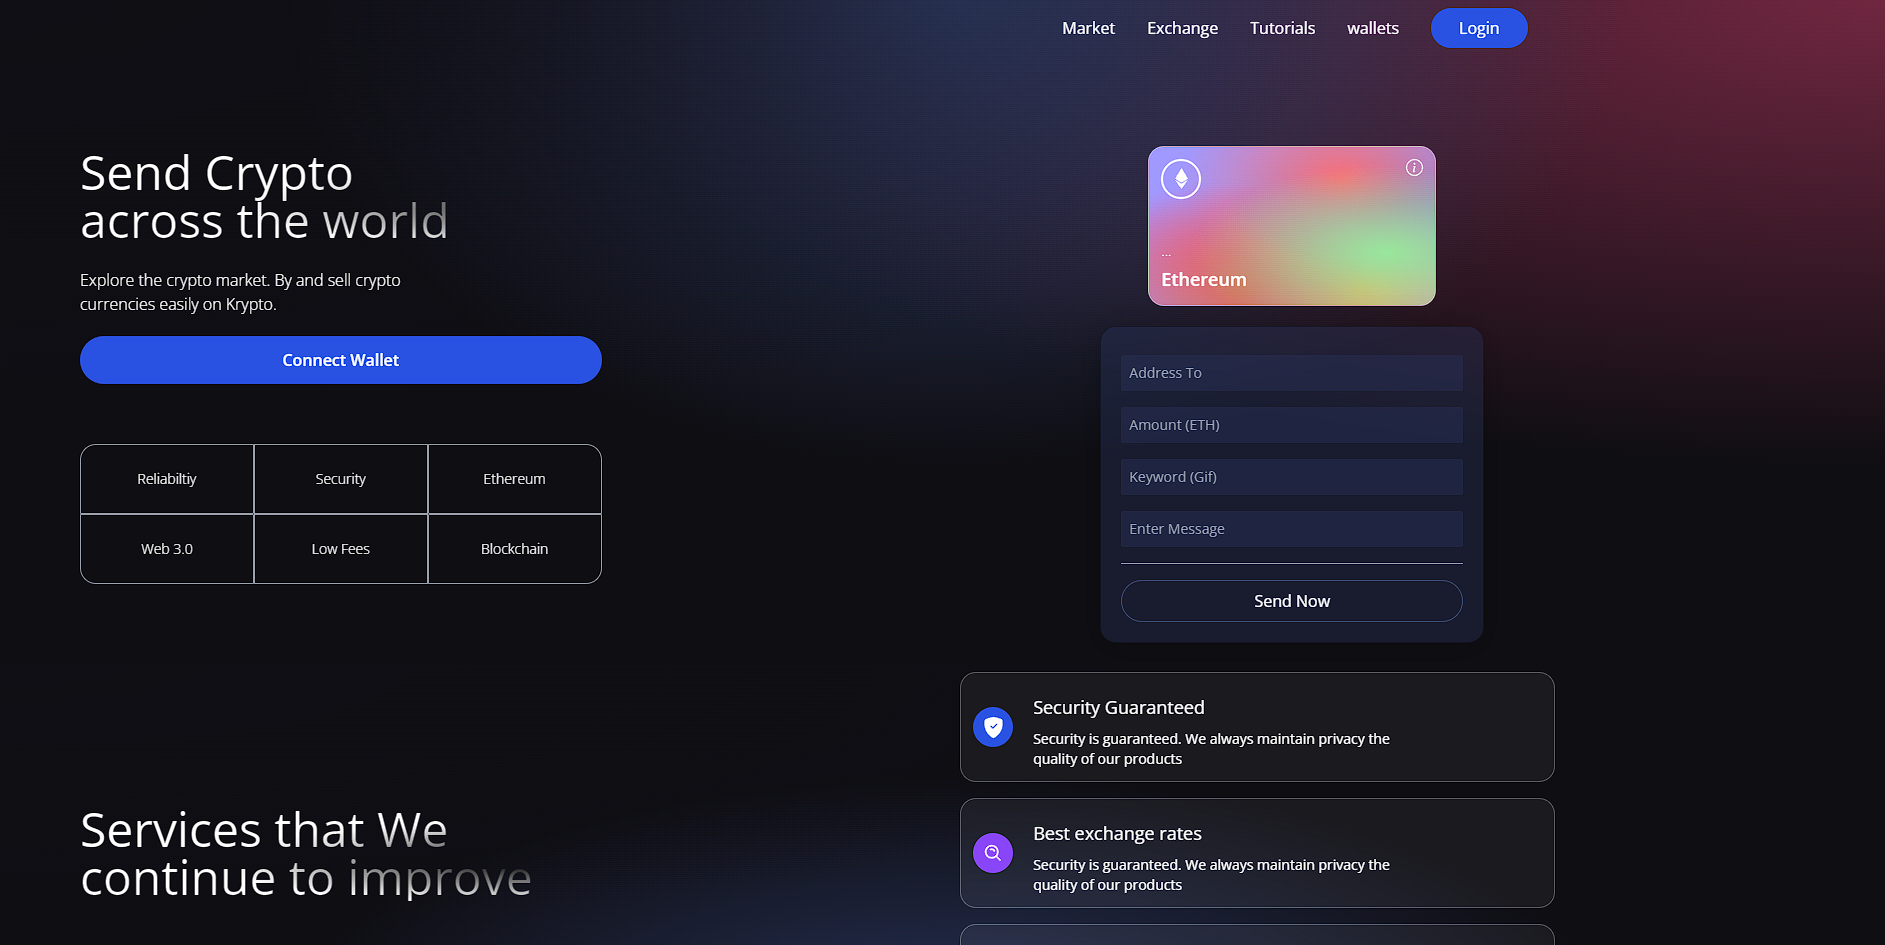 Market
Exchange
Tutorials
wallets
Login
Send Crypto
across the world
Explore the crypto market. By and sell crypto
currencies easily on Krypto.
Connect Wallet
Reliabiltiy
Security
Ethereum
Web 3.0
Low Fees
Blockchain
...
Ethereum
Address To
Amount (ETH)
Keyword (Gif)
Enter Message
Send Now
Services that We
continue to improve
Security Guaranteed
Security is guaranteed. We always maintain privacy the
quality of our products
Best exchange rates
Security is guaranteed. We always maintain privacy the
quality of our products